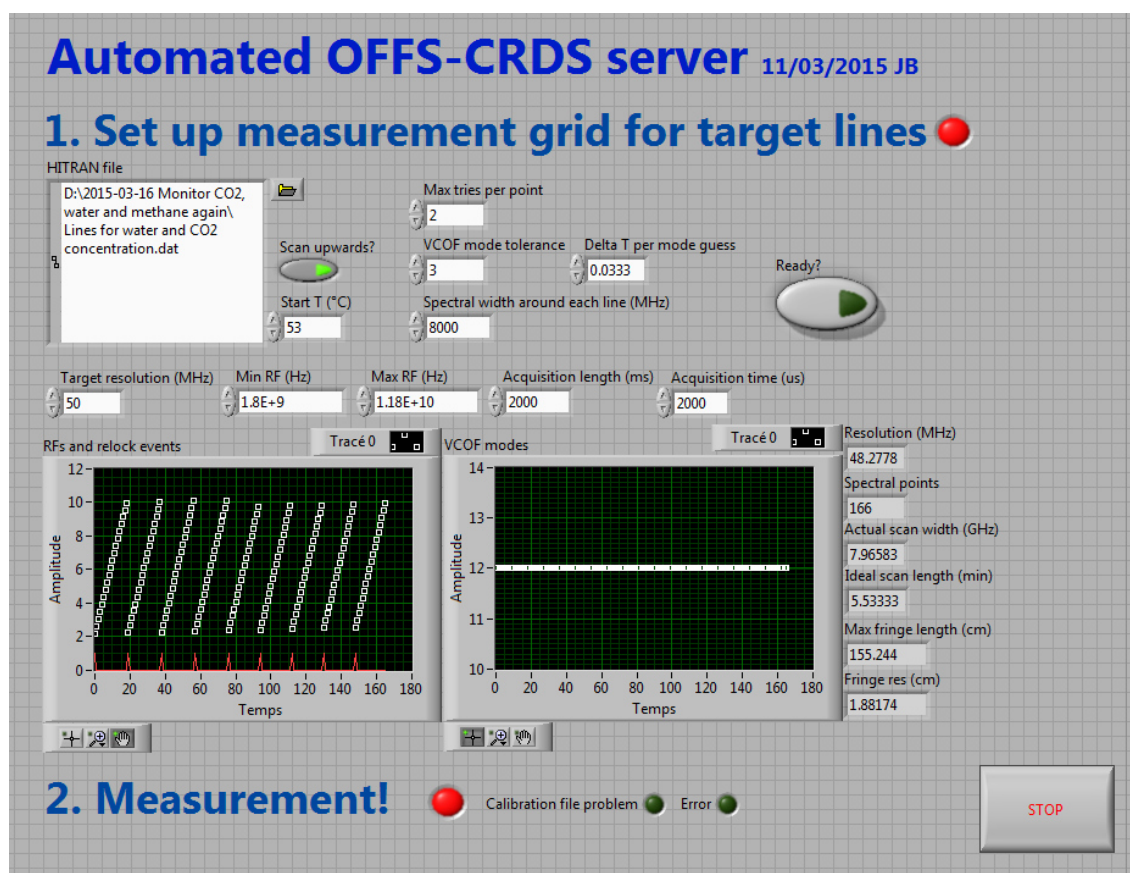 Automated OFFS-CRDS server 11/03/2015 JB
1. Set up measurement grid for target lines
HITRAN file
D:\2015-03-16 Monitor CO2,
water and methane again\
Lines for water and CO2
concentration.dat
Scan upwards?
Start T (°C)
53
Max tries per point
2
VCOF mode tolerance
3
Delta T per mode guess
0.0333
Spectral width around each line (MHz)
8000
Ready?
Target resolution (MHz)
50
Min RF (Hz)
1.8E+9
Max RF (Hz)
1.18E+10
Acquisition length (ms)
2000
Acquisition time (us)
2000
RFs and relock events
Tracé 0
Amplitude
12
10
8
6
4
2
0
0 20 40 60 80 100 120 140 160 180
Temps
VCOF modes
Tracé 0
Amplitude
14
13
12
11
10
0 20 40 60 80 100 120 140 160 180
Temps
Resolution (MHz)
48.2778
Spectral points
166
Actual scan width (GHz)
7.96583
Ideal scan length (min)
5.53333
Max fringe length (cm)
155.244
Fringe res (cm)
1.88174
2. Measurement!
Calibration file problem
Error
STOP